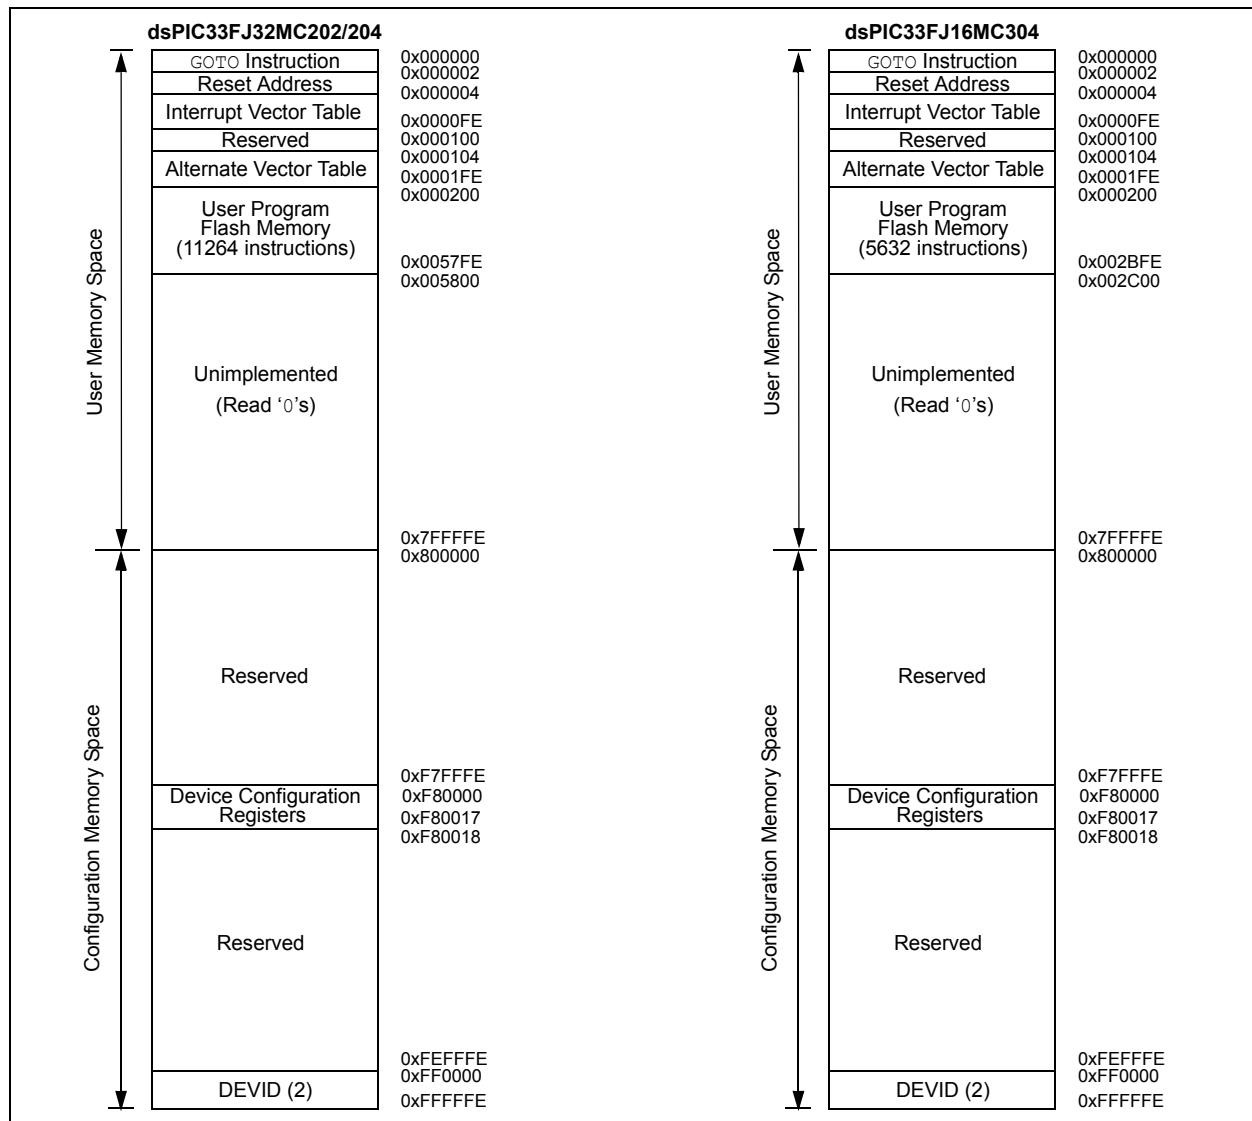 dsPIC33FJ32MC202/204
GOTO Instruction
Reset Address
Interrupt Vector Table
Reserved
Alternate Vector Table
User Program
Flash Memory
(11264 instructions)
Unimplemented
(Read ‘0’s)
Reserved
Device Configuration
Registers
Reserved
DEVID (2)
0x000000
0x000002
0x000004
0x0000FE
0x000100
0x000104
0x0001FE
0x000200
0x0057FE
0x005800
0x7FFFFE
0x800000
0xF7FFFE
0xF80000
0xF80017
0xF80018
0xFEFFFE
0xFF0000
0xFFFFFE
User Memory Space
Configuration Memory Space
dsPIC33FJ16MC304
GOTO Instruction
Reset Address
Interrupt Vector Table
Reserved
Alternate Vector Table
User Program
Flash Memory
(5632 instructions)
Unimplemented
(Read ‘0’s)
Reserved
Device Configuration
Registers
Reserved
DEVID (2)
0x000000
0x000002
0x000004
0x0000FE
0x000100
0x000104
0x0001FE
0x000200
0x002BFE
0x002C00
0x7FFFFE
0x800000
0xF7FFFE
0xF80000
0xF80017
0xF80018
0xFEFFFE
0xFF0000
0xFFFFFE
User Memory Space
Configuration Memory Space